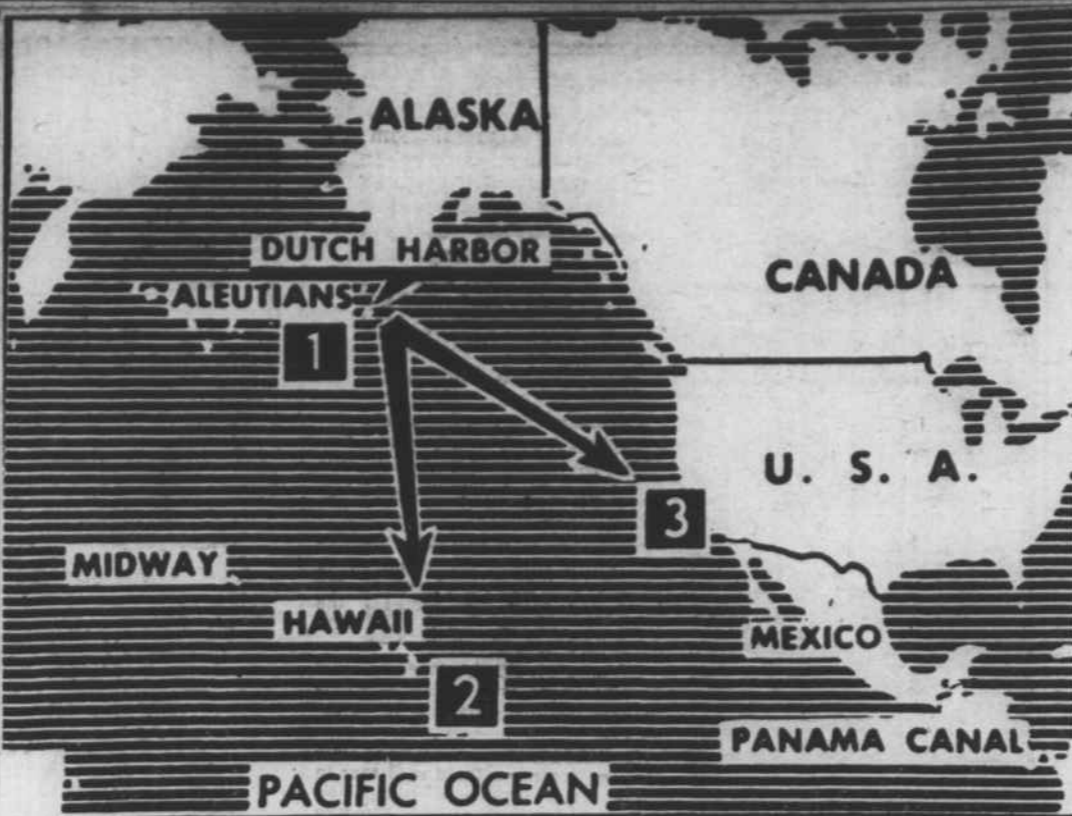 ALASKA
DUTCH HARBOR
ALEUTIANS
1
CANADA
U. S. A.
3
MIDWAY
HAWAII
MEXICO
2
PANAMA CANAL
PACIFIC OCEAN